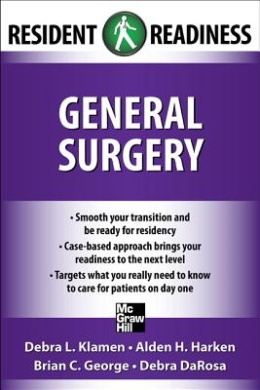 RESIDENT READINESS
GENERAL
SURGERY
• Smooth your transition and
be ready for residency
• Case-based approach brings your
readiness to the next level
• Targets what you really need to know
to care for patients on day one
Mc
Graw
Hill
Debra L. Klamen • Alden H. Harken
Brian C. George • Debra DaRosa